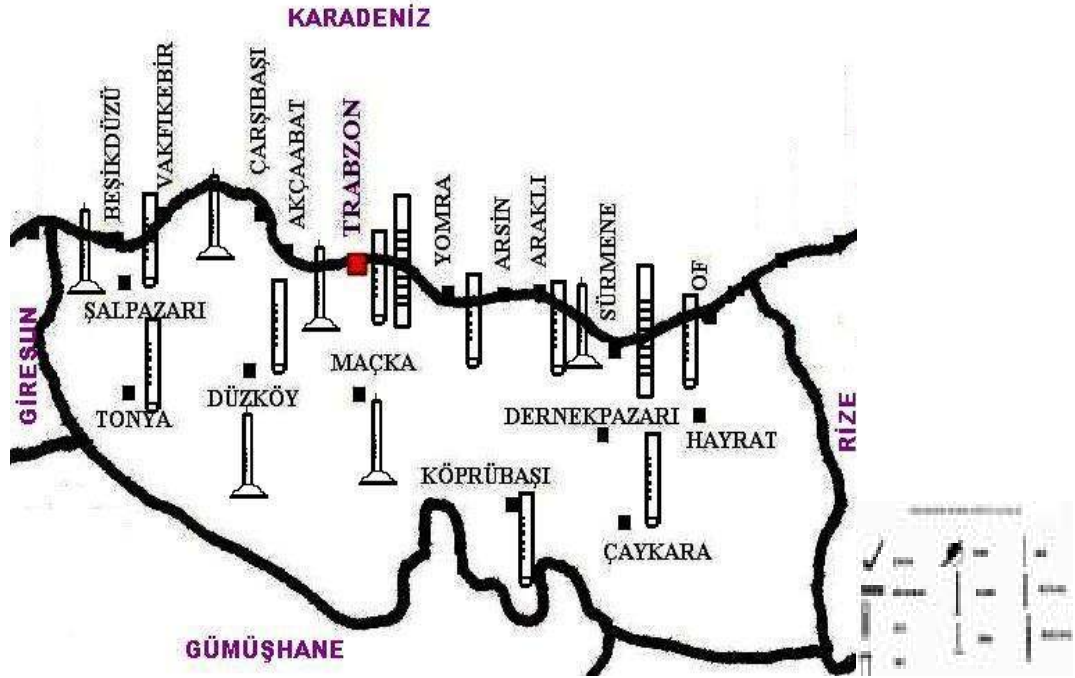 KARADENİZ
BEŞİKDÜZÜ
VAKFIKEBİR
ÇARŞIBAŞI
AKÇAABAT
TRABZON
YOMRA
ARSİN
ARAKLI
SÜRMENE
OF
ŞALPAZARI
GİRESUN
TONYA
DÜZKÖY
MAÇKA
DERNEKPAZARI
HAYRAT
RİZE
KÖPRÜBAŞI
ÇAYKARA
GÜMÜŞHANE